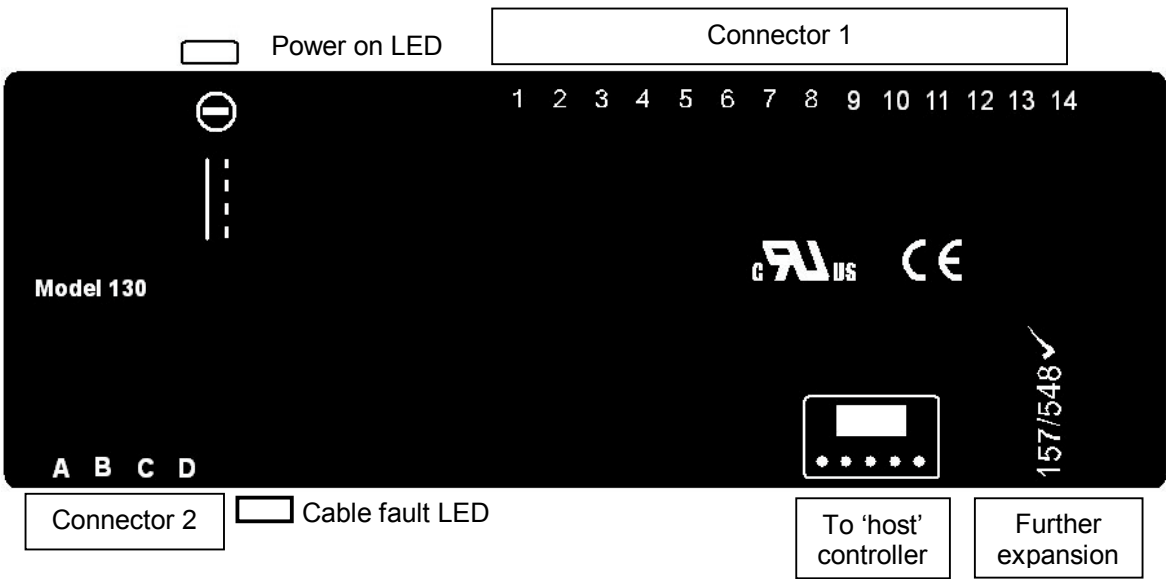 Power on LED
Connector 1
1 2 3 4 5 6 7 8 9 10 11 12 13 14
c RU US CE
Model 130
157/548
A B C D
Connector 2
Cable fault LED
To ‘host’
controller
Further
expansion